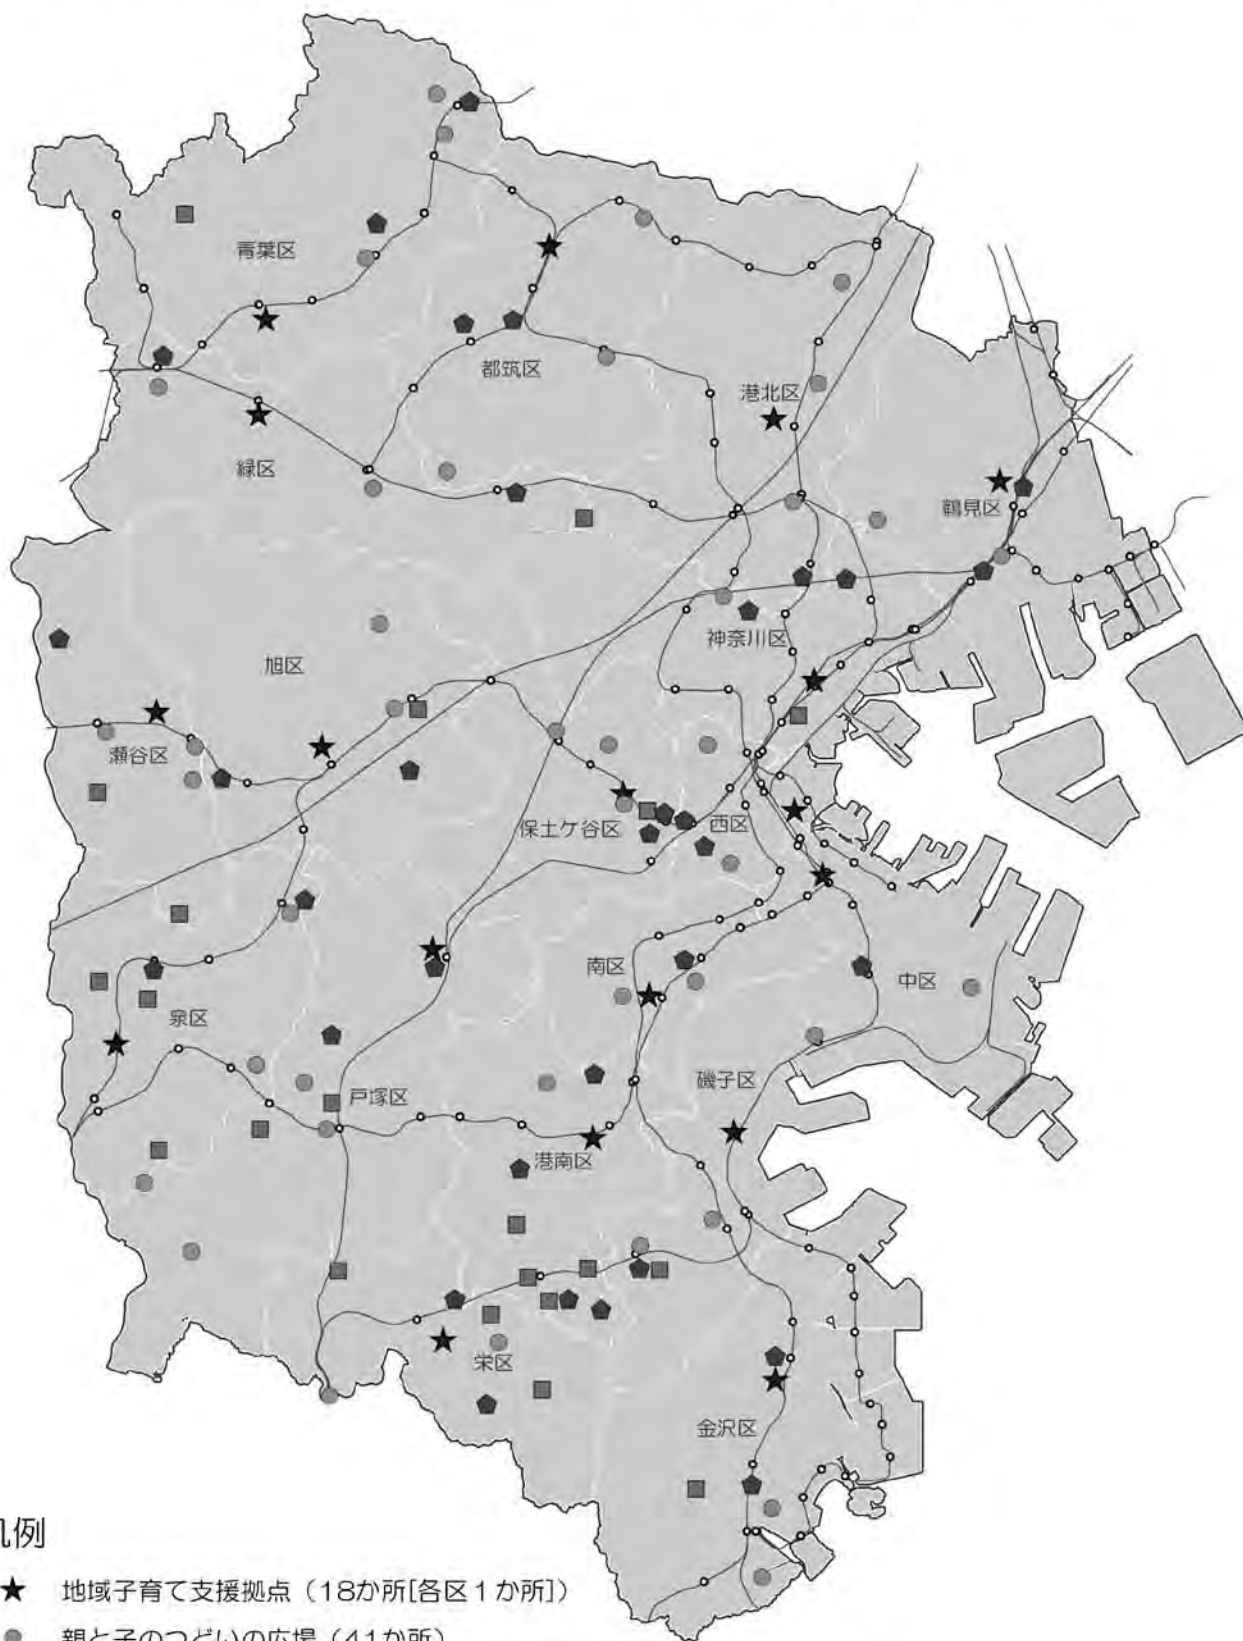 青葉区
都筑区
港北区
緑区
鶴見区
神奈川区
旭区
瀬谷区
保土ケ谷区
西区
南区
中区
泉区
磯子区
戸塚区
港南区
栄区
金沢区
凡例
★ 地域子育て支援拠点（18か所[各区１か所]）
● 親と子のつどいの広場（41か所）